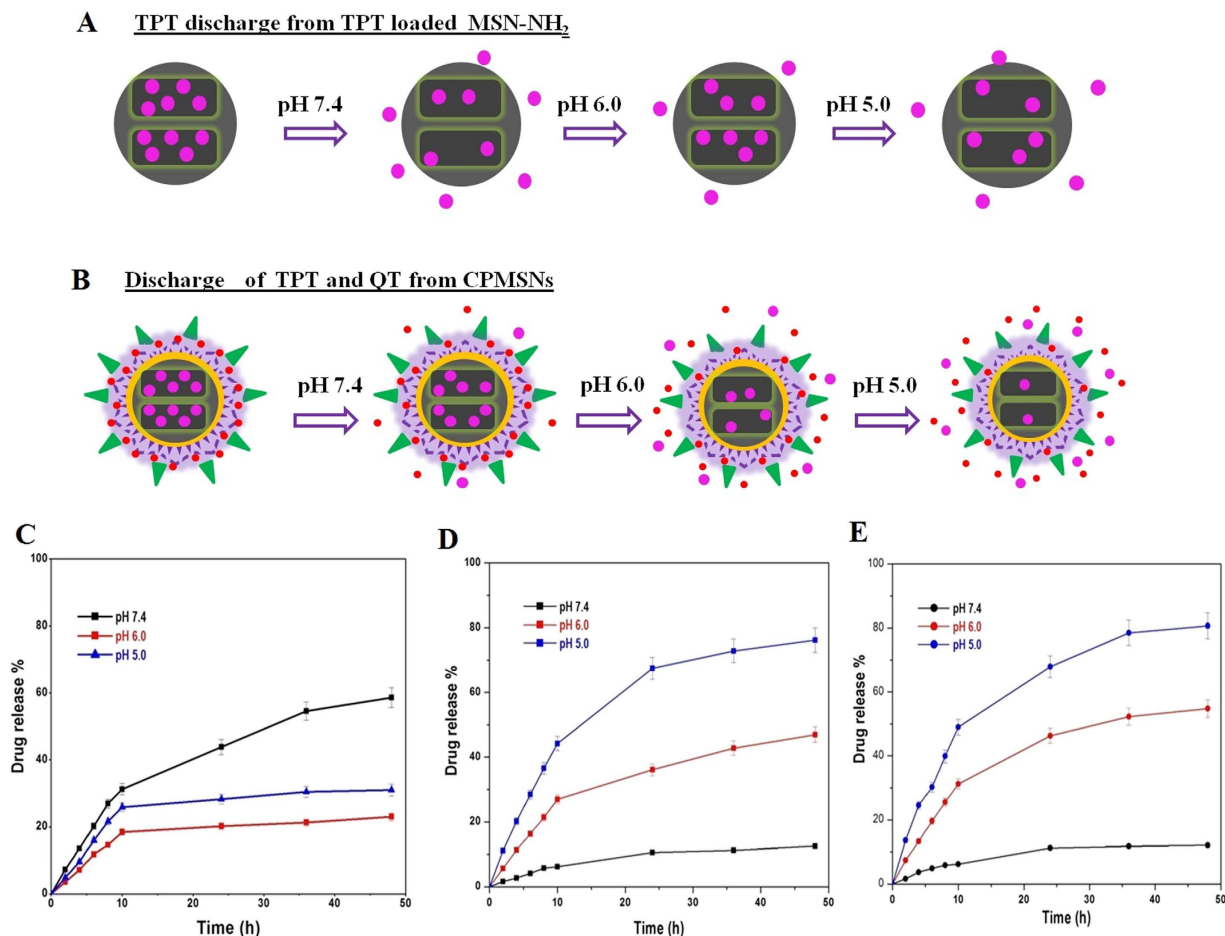 A TPT discharge from TPT loaded MSN-NH₂
pH 7.4
pH 6.0
pH 5.0
B Discharge of TPT and QT from CPMSNs
pH 7.4
pH 6.0
pH 5.0
C
Drug release %
100
80
60
40
20
0
pH 7.4
pH 6.0
pH 5.0
0 10 20 30 40 50
Time (h)
D
Drug release %
100
80
60
40
20
0
pH 7.4
pH 6.0
pH 5.0
0 10 20 30 40 50
Time (h)
E
Drug release %
100
80
60
40
20
0
pH 7.4
pH 6.0
pH 5.0
0 10 20 30 40 50
Time (h)